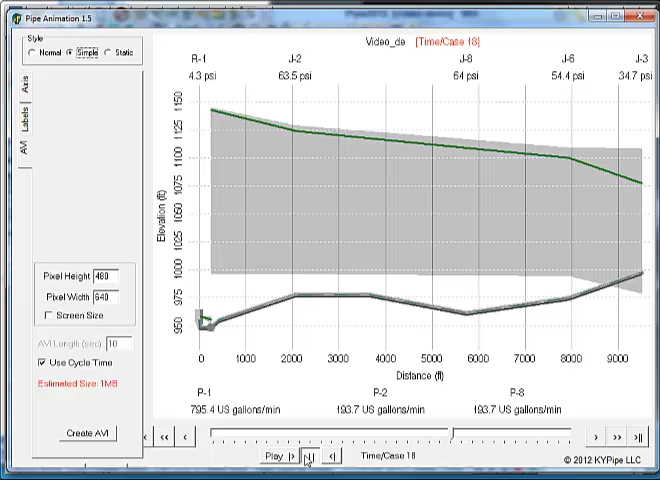 Pipe Animation 1.5
Style
Normal Simple Static
Axis
Labels
AVI
Video_de [Time/Case 18]
R-1 J-2 J-8 J-6 J-3
4.3 psi 63.5 psi 64 psi 54.4 psi 34.7 psi
Elevation (ft)
1150
1125
1100
1075
1050
1025
1000
975
950
0 1000 2000 3000 4000 5000 6000 7000 8000 9000
Distance (ft)
Pixel Height 480
Pixel Width 640
Screen Size
AVI Length (sec) 10
Use Cycle Time
Estimated Size: 1MB
Create AVI
P-1 P-2 P-8
795.4 US gallons/min 193.7 US gallons/min 193.7 US gallons/min
< << < > >> >||
Play |> || <| Time/Case 18
© 2012 KYPipe LLC